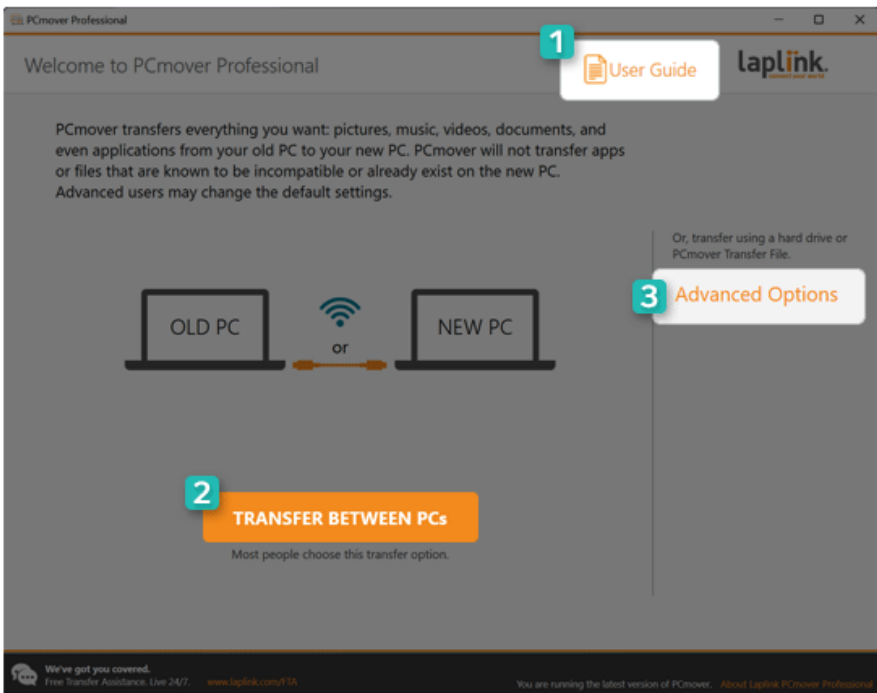 PCmover Professional
1
Welcome to PCmover Professional
User Guide
laplink.
connect your world
PCmover transfers everything you want: pictures, music, videos, documents, and
even applications from your old PC to your new PC. PCmover will not transfer apps
or files that are known to be incompatible or already exist on the new PC.
Advanced users may change the default settings.
Or, transfer using a hard drive or
PCmover Transfer File.
3
Advanced Options
OLD PC
or
NEW PC
2
TRANSFER BETWEEN PCs
Most people choose this transfer option.
We've got you covered.
Free Transfer Assistance. Live 24/7.
www.laplink.com/FTA
You are running the latest version of PCmover.
About Laplink PCmover Professional